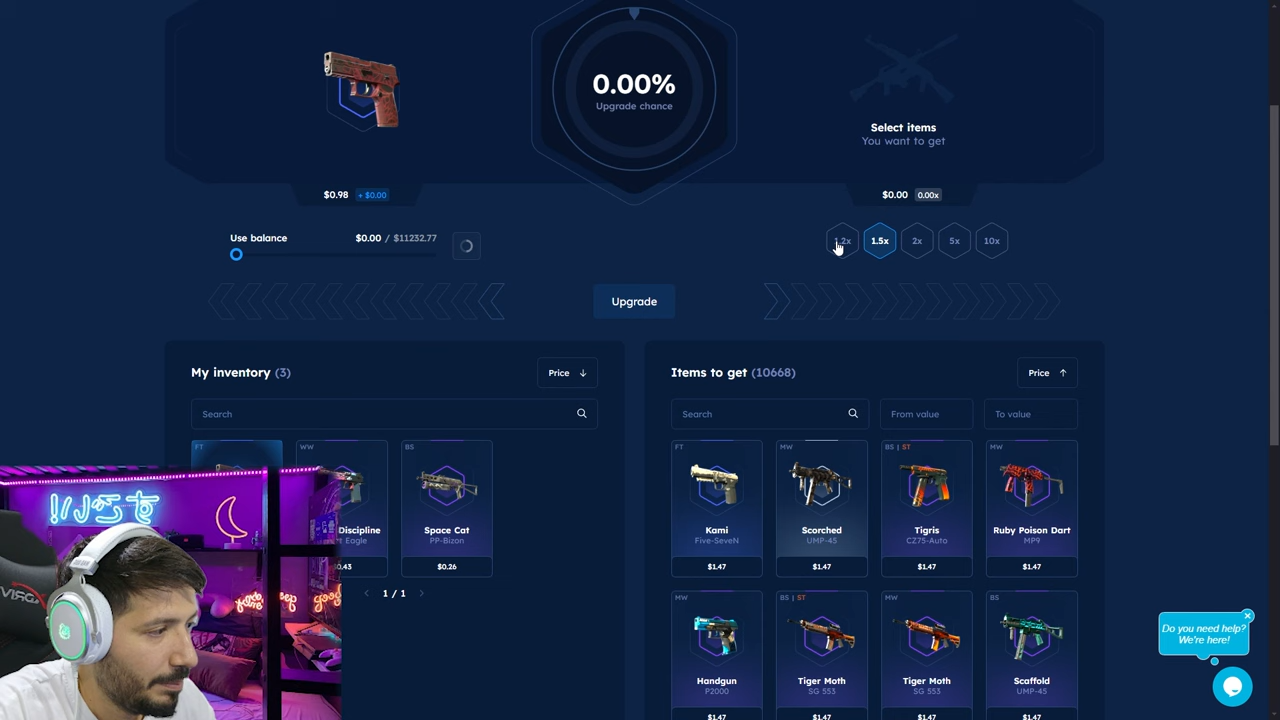 0.00%
Upgrade chance
Select items
You want to get
$0.98 + $0.00
$0.00 0.00x
Use balance $0.00 / $11232.77
1.5x 2x 5x 10x
Upgrade
My inventory (3) Price
Items to get (10668) Price
Search
Search From value To value
FT WW BS
FT MW BS | ST MW
Discipline Space Cat
Eagle PP-Bizon
0.43 $0.26
Kami Scorched Tigris Ruby Poison Dart
Five-SeveN UMP-45 CZ75-Auto MP9
$1.47 $1.47 $1.47 $1.47
1 / 1
MW BS | ST MW BS
Handgun Tiger Moth Tiger Moth Scaffold
P2000 SG 553 SG 553 UMP-45
$1.47 $1.47 $1.47 $1.47
Do you need help?
We're here!